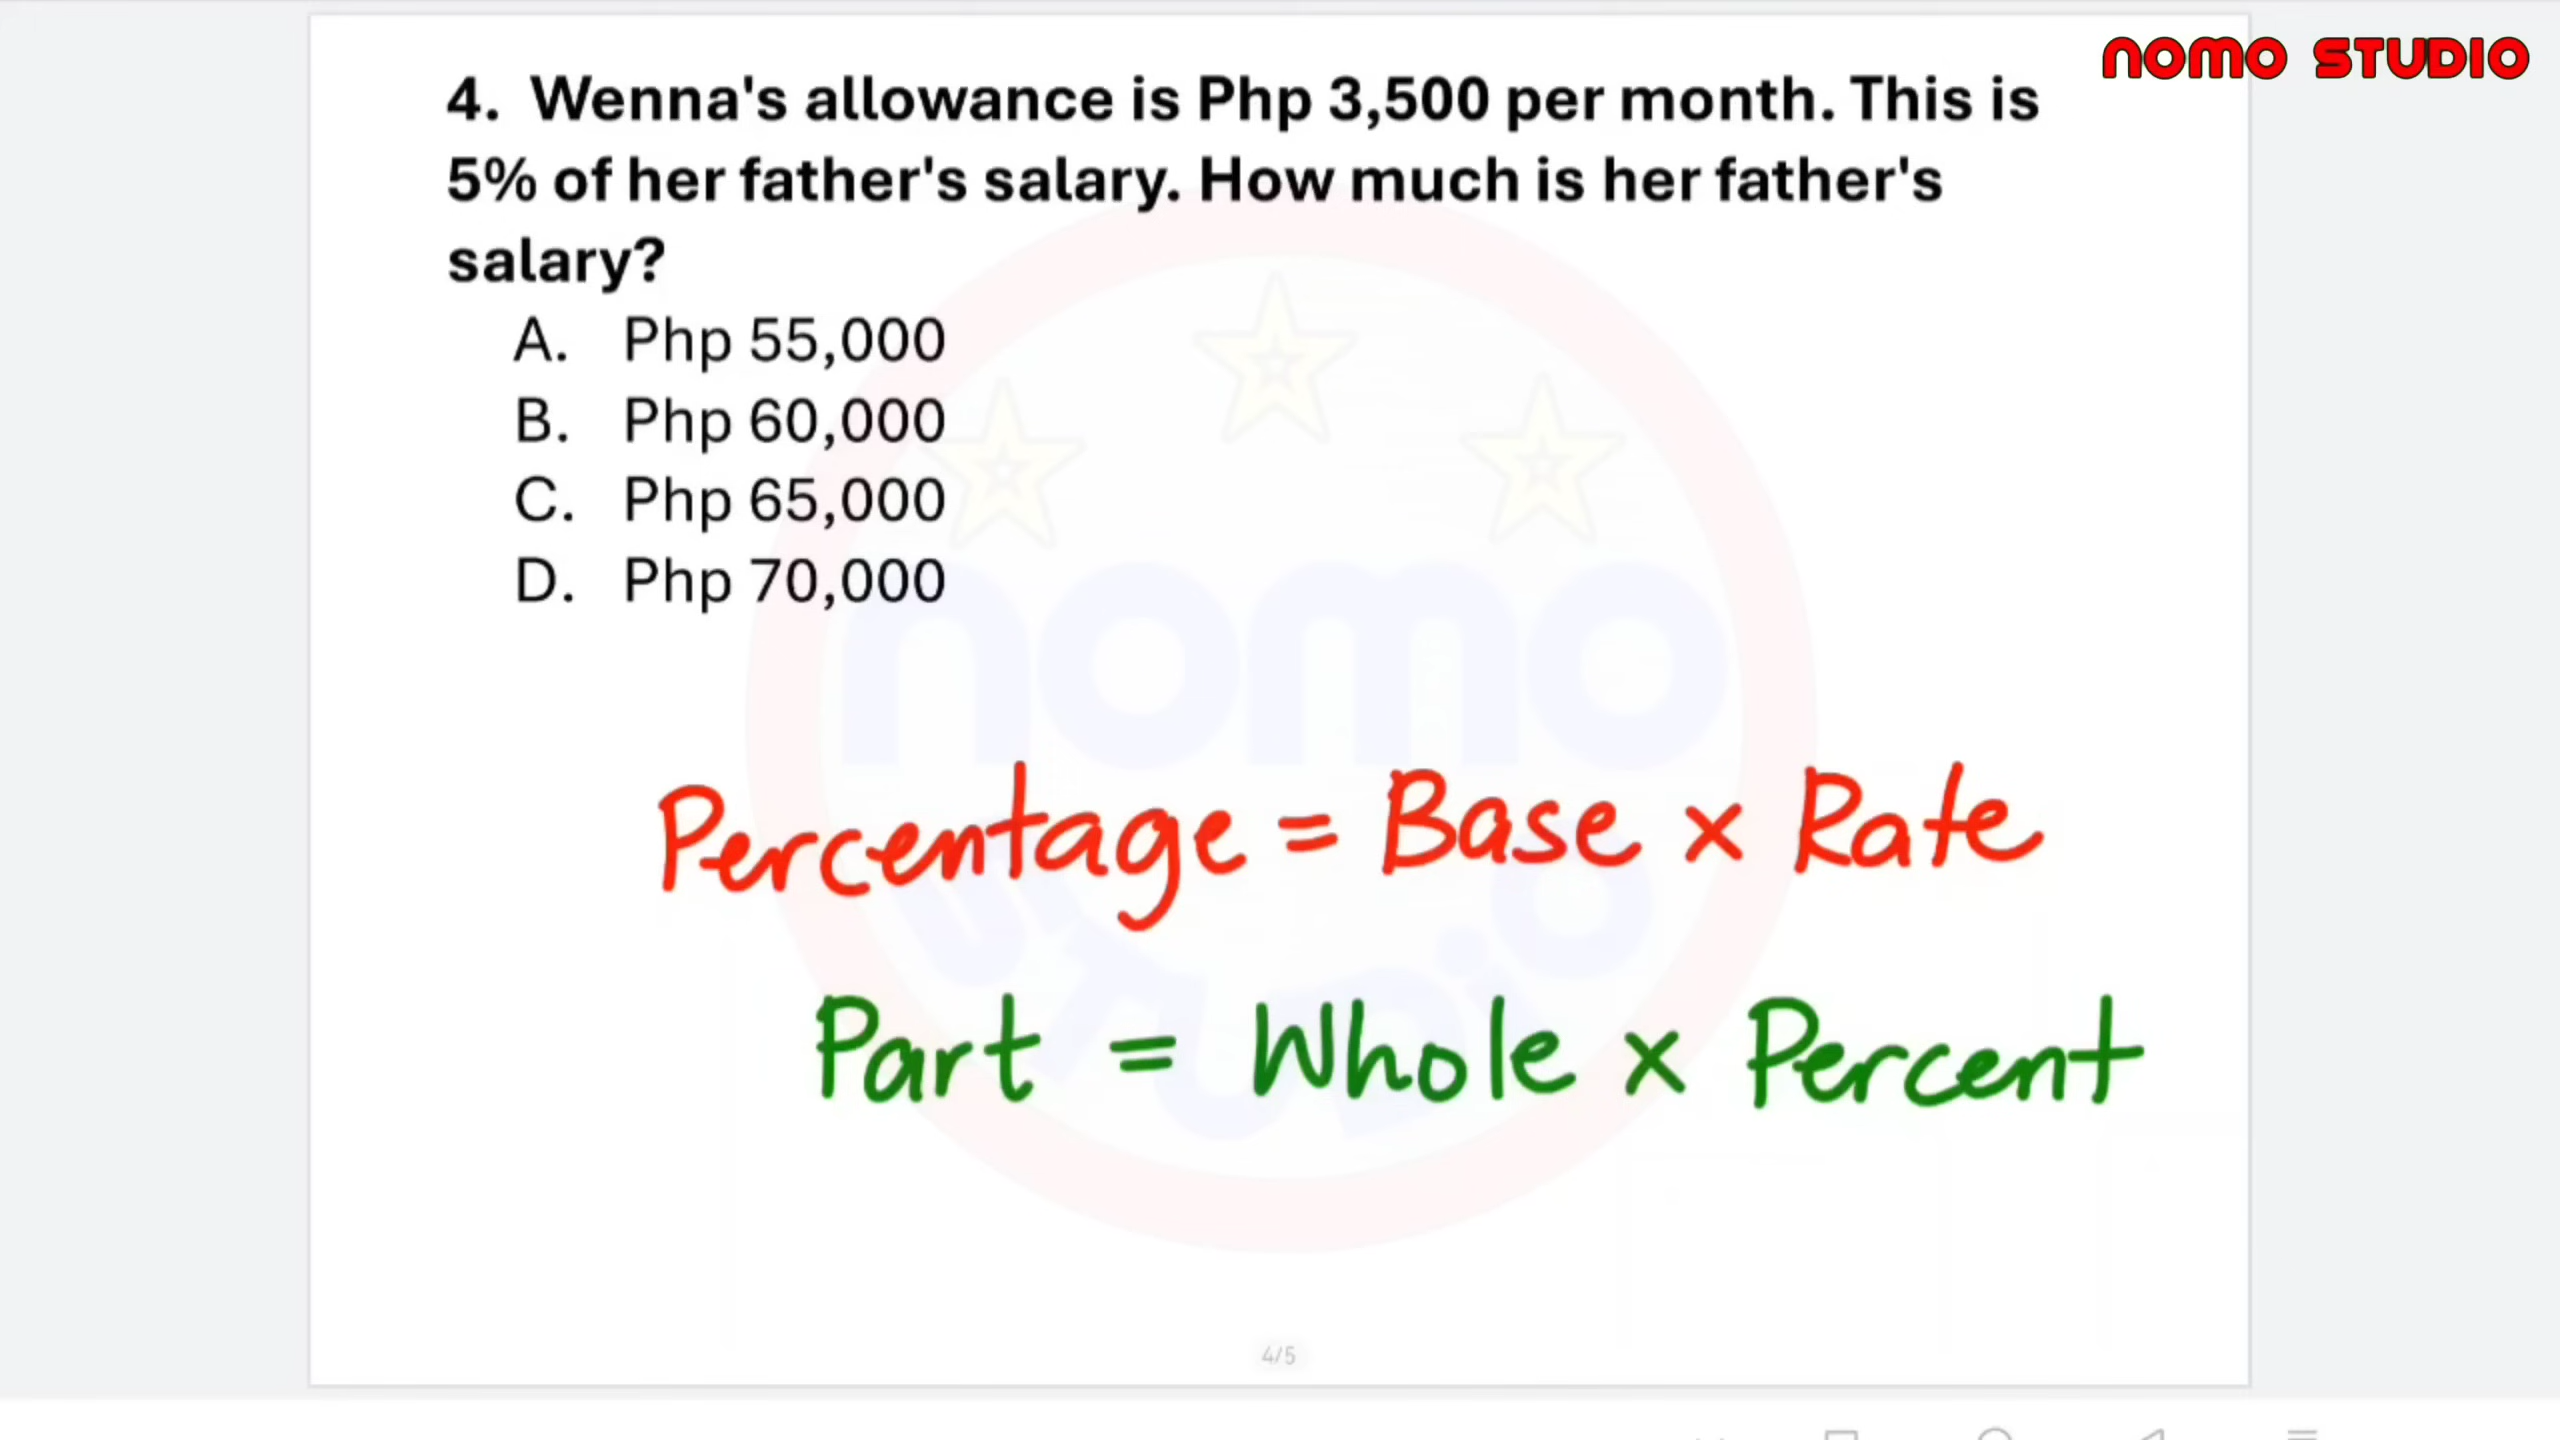 NOMO STUDIO
4. Wenna's allowance is Php 3,500 per month. This is
5% of her father's salary. How much is her father's
salary?
A. Php 55,000
B. Php 60,000
C. Php 65,000
D. Php 70,000
nomo
STUDIO
Percentage = Base × Rate
Part = Whole × Percent
4/5